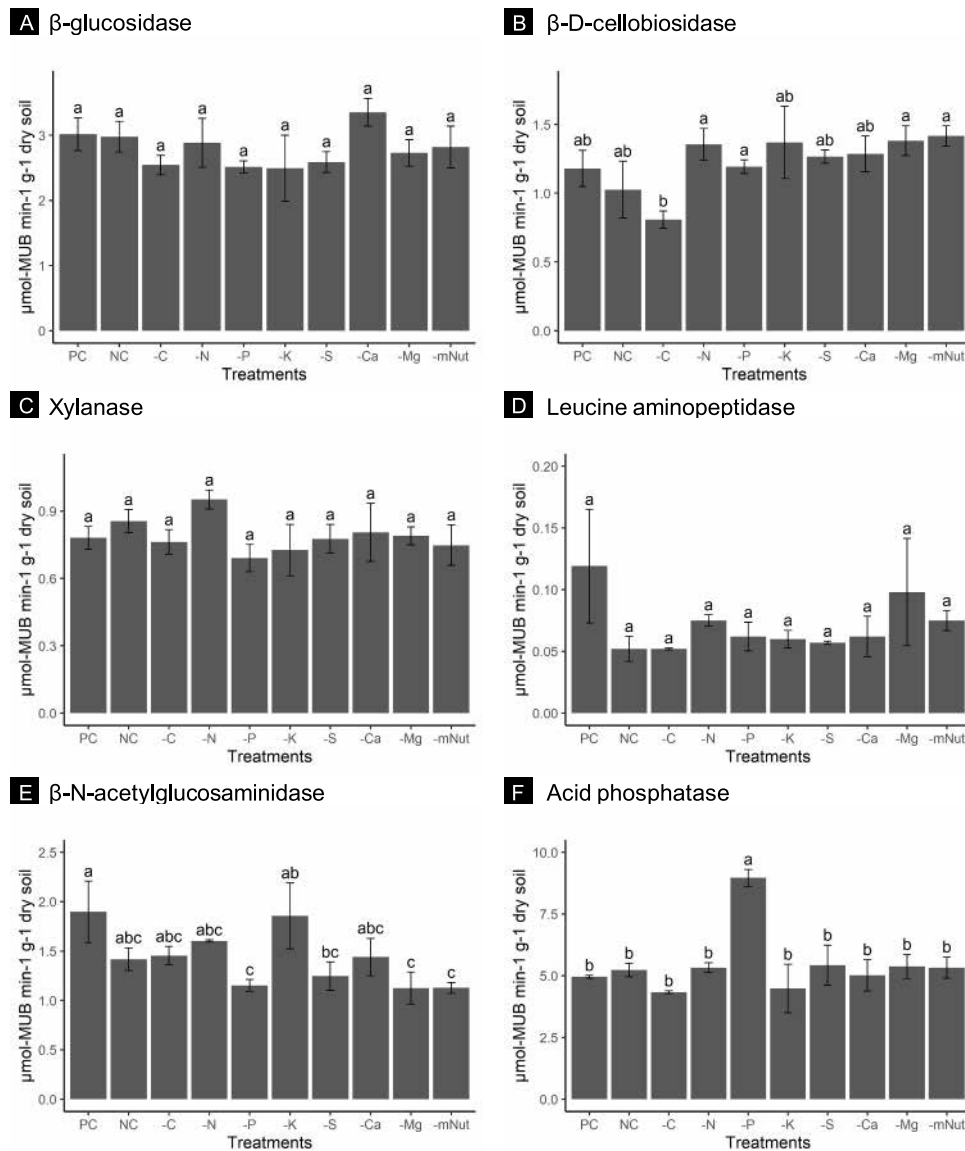 A β-glucosidase
µmol-MUB min-1 g-1 dry soil
3
2
1
0
a a a a a a a a a a
PC NC -C -N -P -K -S -Ca -Mg -mNut
Treatments
B β-D-cellobiosidase
µmol-MUB min-1 g-1 dry soil
1.5
1.0
0.5
0.0
ab ab b a a ab ab ab a a
PC NC -C -N -P -K -S -Ca -Mg -mNut
Treatments
C Xylanase
µmol-MUB min-1 g-1 dry soil
0.9
0.6
0.3
0.0
a a a a a a a a a a
PC NC -C -N -P -K -S -Ca -Mg -mNut
Treatments
D Leucine aminopeptidase
µmol-MUB min-1 g-1 dry soil
0.20
0.15
0.10
0.05
0.00
a a a a a a a a a a
PC NC -C -N -P -K -S -Ca -Mg -mNut
Treatments
E β-N-acetylglucosaminidase
µmol-MUB min-1 g-1 dry soil
2.5
2.0
1.5
1.0
0.5
0.0
a abc abc abc c ab bc abc c c
PC NC -C -N -P -K -S -Ca -Mg -mNut
Treatments
F Acid phosphatase
µmol-MUB min-1 g-1 dry soil
10.0
7.5
5.0
2.5
0.0
b b b b a b b b b b
PC NC -C -N -P -K -S -Ca -Mg -mNut
Treatments